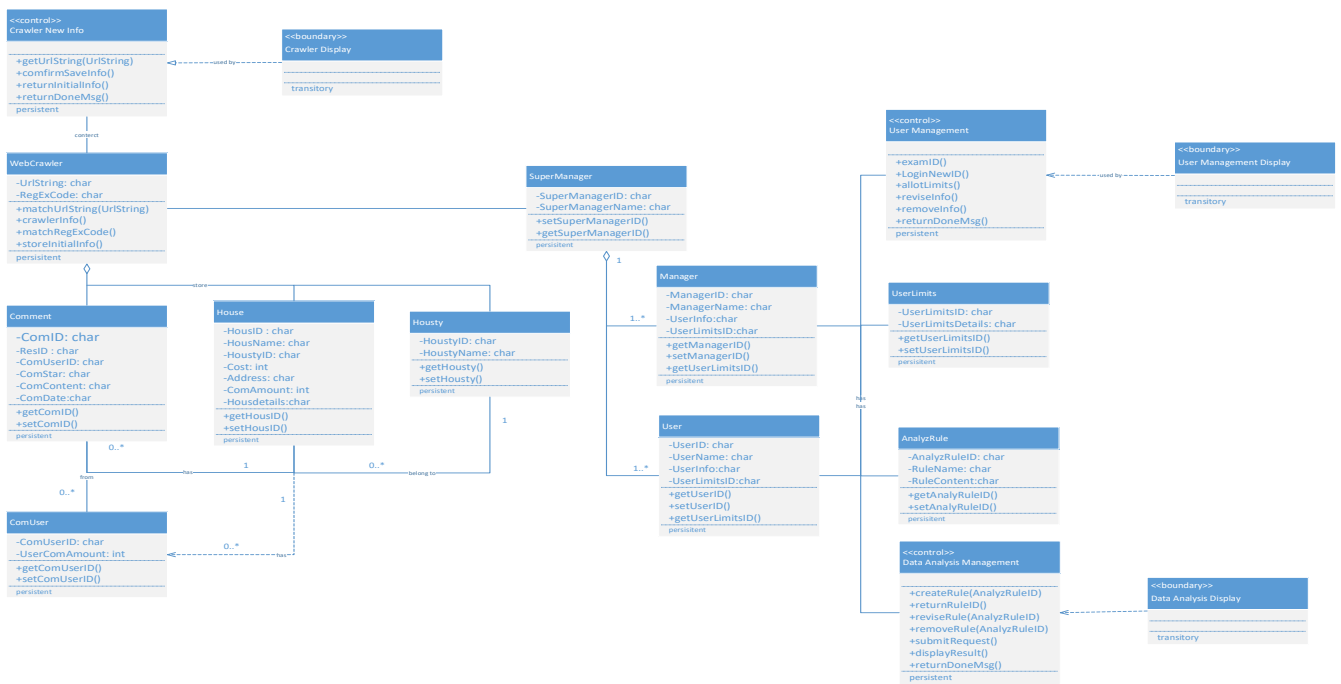 <<control>>
Crawler New Info
+getUrlString(UrlString)
+comfirmSaveInfo()
+returnInitialInfo()
+returnDoneMsg()
persistent
<<boundary>>
Crawler Display
transitory
used by
conterct
WebCrawler
-UrlString: char
-RegExCode: char
+matchUrlString(UrlString)
+crawlerInfo()
+matchRegExCode()
+storeInitialInfo()
persisitent
SuperManager
-SuperManagerID: char
-SuperManagerName: char
+setSuperManagerID()
+getSuperManagerID()
persisitent
1
<<control>>
User Management
+examID()
+LoginNewID()
+allotLimits()
+reviseInfo()
+removeInfo()
+returnDoneMsg()
persistent
<<boundary>>
User Management Display
transitory
used by
store
Comment
-ComID: char
-ResID : char
-ComUserID: char
-ComStar: char
-ComContent: char
-ComDate:char
+getComID()
+setComID()
persistent
House
-HousID : char
-HousName: char
-HoustyID: char
-Cost: int
-Address: char
-ComAmount: int
-Housdetails:char
+getHousID()
+setHousID()
persistent
Housty
-HoustyID: char
-HoustyName: char
+getHousty()
+setHousty()
persistent
Manager
-ManagerID: char
-ManagerName: char
-UserInfo:char
-UserLimitsID:char
+getManagerID()
+setManagerID()
+getUserLimitsID()
persisitent
1..*
UserLimits
-UserLimitsID: char
-UserLimitsDetails: char
+getUserLimitsID()
+setUserLimitsID()
persisitent
has
has
User
-UserID: char
-UserName: char
-UserInfo:char
-UserLimitsID: char
+getUserID()
+setUserID()
+getUserLimitsID()
persisitent
1..*
AnalyzRule
-AnalyzRuleID: char
-RuleName: char
-RuleContent:char
+getAnalyRuleID()
+setAnalyRuleID()
persisitent
0..*
1
0..*
1
from
has
belong to
0..*
1
0..*
has
ComUser
-ComUserID: char
-UserComAmount: int
+getComUserID()
+setComUserID()
persistent
<<control>>
Data Analysis Management
+createRule(AnalyzRuleID)
+returnRuleID()
+reviseRule(AnalyzRuleID)
+removeRule(AnalyzRuleID)
+submitRequest()
+displayResult()
+returnDoneMsg()
persistent
<<boundary>>
Data Analysis Display
transitory